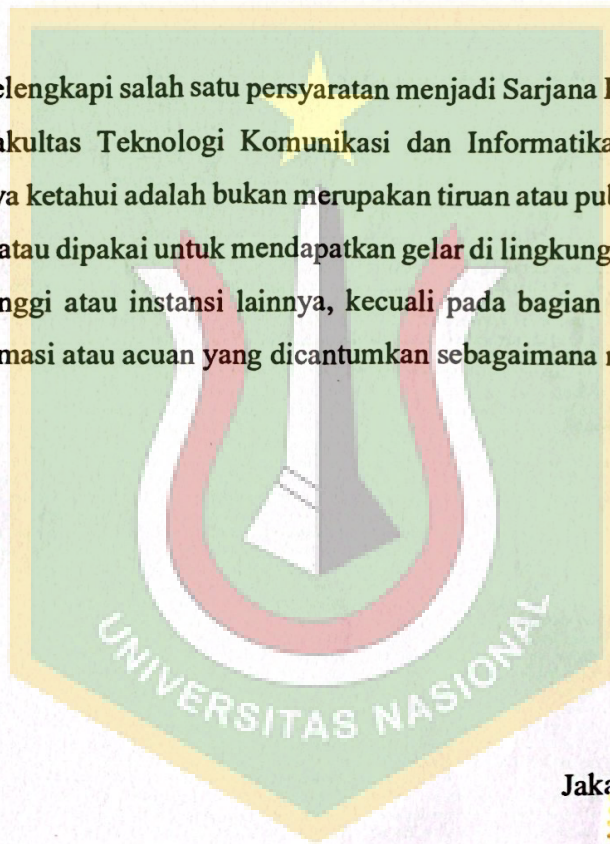 elengkapi salah satu persyaratan menjadi Sarjana
akultas Teknologi Komunikasi dan Informatika
ya ketahui adalah bukan merupakan tiruan atau pub
atau dipakai untuk mendapatkan gelar di lingkung
nggi atau instansi lainnya, kecuali pada bagian
masi atau acuan yang dicantumkan sebagaimana
UNIVERSITAS NASIONAL
Jaka